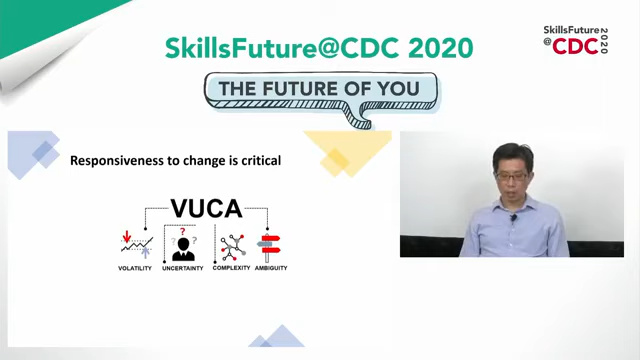 SkillsFuture@CDC 2020
SkillsFuture
@CDC
2020
THE FUTURE OF YOU
Responsiveness to change is critical
VUCA
?
? ?
VOLATILITY UNCERTAINTY COMPLEXITY AMBIGUITY